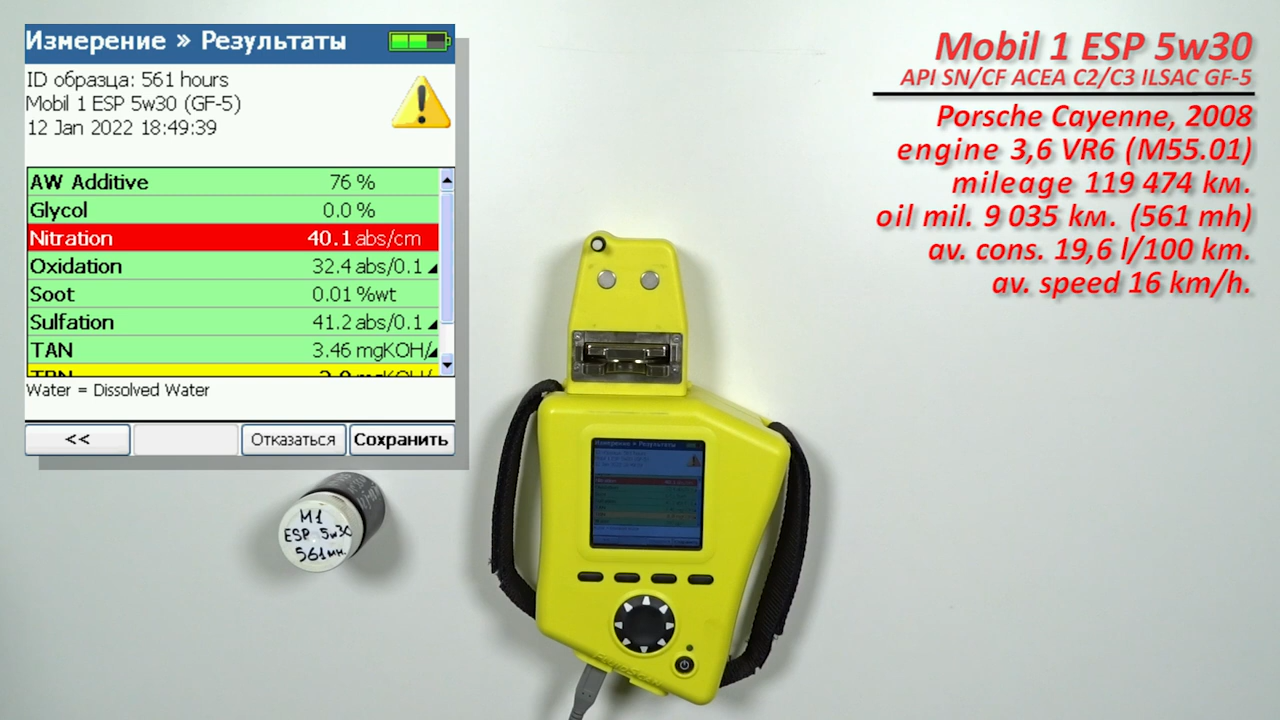 Измерение » Результаты
ID образца: 561 hours
Mobil 1 ESP 5w30 (GF-5)
12 Jan 2022 18:49:39
AW Additive 76 %
Glycol 0.0 %
Nitration 40.1 abs/cm
Oxidation 32.4 abs/0.1
Soot 0.01 %wt
Sulfation 41.2 abs/0.1
TAN 3.46 mgKOH/
Water = Dissolved Water
<<
Отказаться
Сохранить
Mobil 1 ESP 5w30
API SN/CF ACEA C2/C3 ILSAC GF-5
Porsche Cayenne, 2008
engine 3,6 VR6 (M55.01)
mileage 119 474 км.
oil mil. 9 035 км. (561 mh)
av. cons. 19,6 l/100 km.
av. speed 16 km/h.
M1
ESP 5w30
561 мч.
Измерение » Результаты